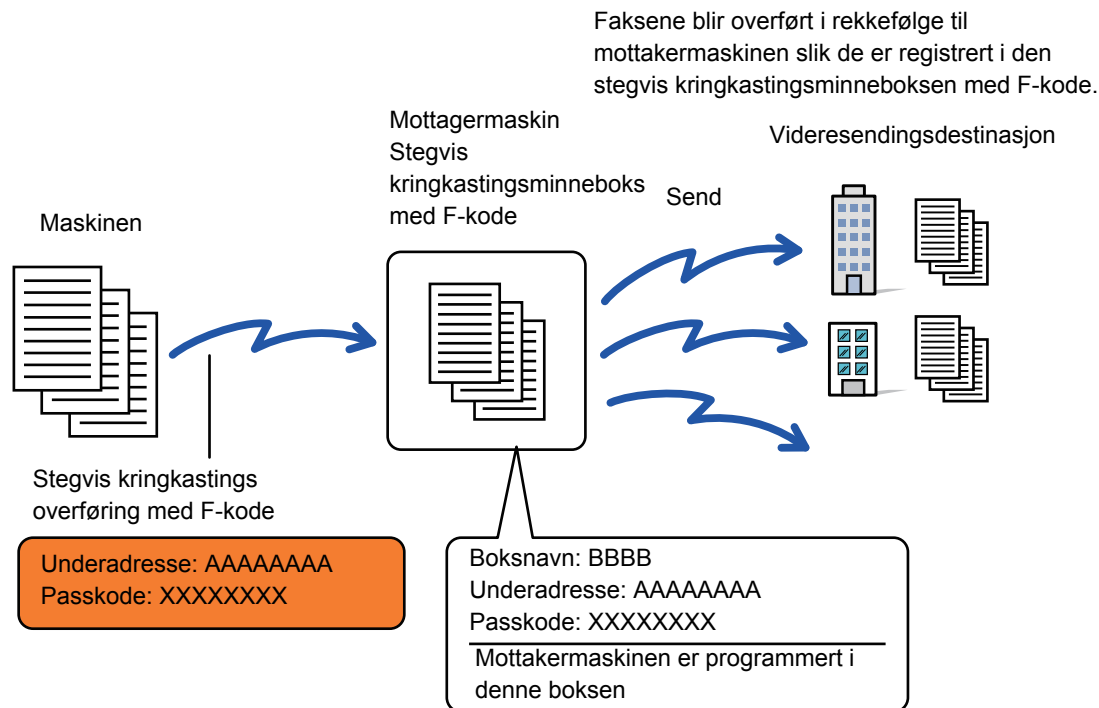 Faksene blir overført i rekkefølge til
mottakermaskinen slik de er registrert i den
stegvis kringkastingsminneboksen med F-kode.
Mottagermaskin
Stegvis
kringkastingsminneboks
med F-kode
Videresendingsdestinasjon
Send
Maskinen
Stegvis kringkastings
overføring med F-kode
Underadresse: AAAAAAAA
Passkode: XXXXXXXX
Boksnavn: BBBB
Underadresse: AAAAAAAA
Passkode: XXXXXXXX
Mottakermaskinen er programmert i
denne boksen